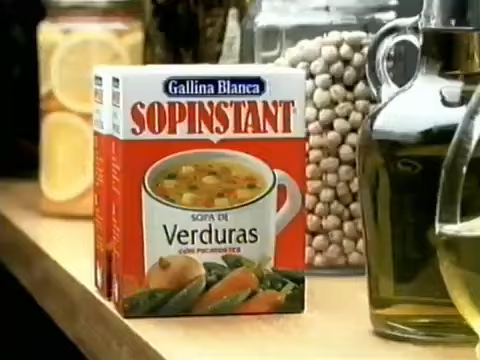 Gallina Blanca
SOPINSTANT
SOPA DE
Verduras
CON PICATOSTES